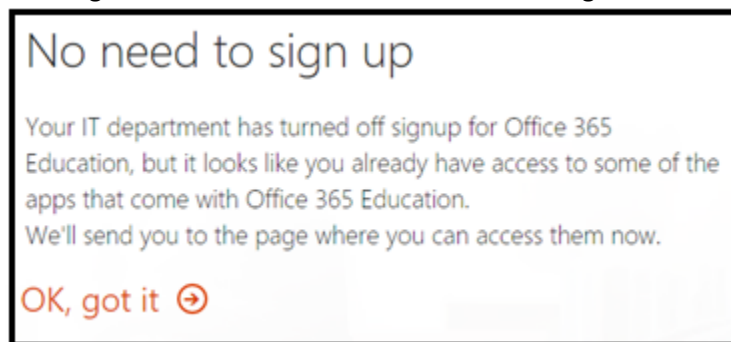 No need to sign up
Your IT department has turned off signup for Office 365
Education, but it looks like you already have access to some of the
apps that come with Office 365 Education.
We'll send you to the page where you can access them now.
OK, got it